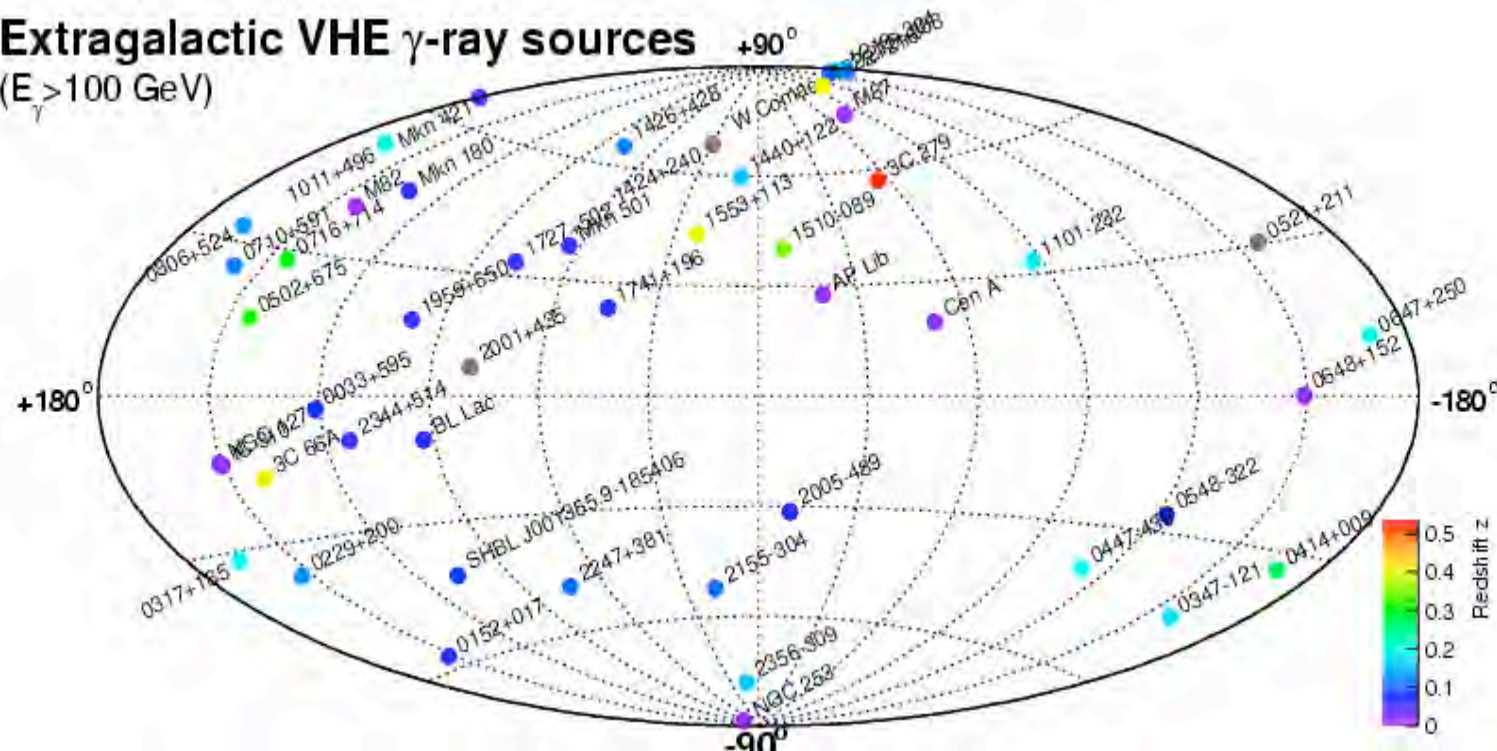 Extragalactic VHE γ-ray sources
(Eγ>100 GeV)
+90°
W Comae
M87
1426+428
Mkn 421
1011+496
Mkn 180
M82
1440+122
3C 279
1424+240
1553+113
1510-089
Mkn 501
0521+211
1101-232
0806+524
0710+591
0716+714
0502+675
1959+650
1741+196
AP Lib
Cen A
0647+250
2001+435
0648+152
+180°
-180°
0033+595
2344+514
BL Lac
3C 66A
2005-489
0548-322
SHBL J001355.9-185406
0229+200
0317+185
2247+381
2155-304
0414+009
0347-121
0152+017
2356-309
NGC 253
-90°
0.5
0.4
0.3
0.2
0.1
0
Redshift z